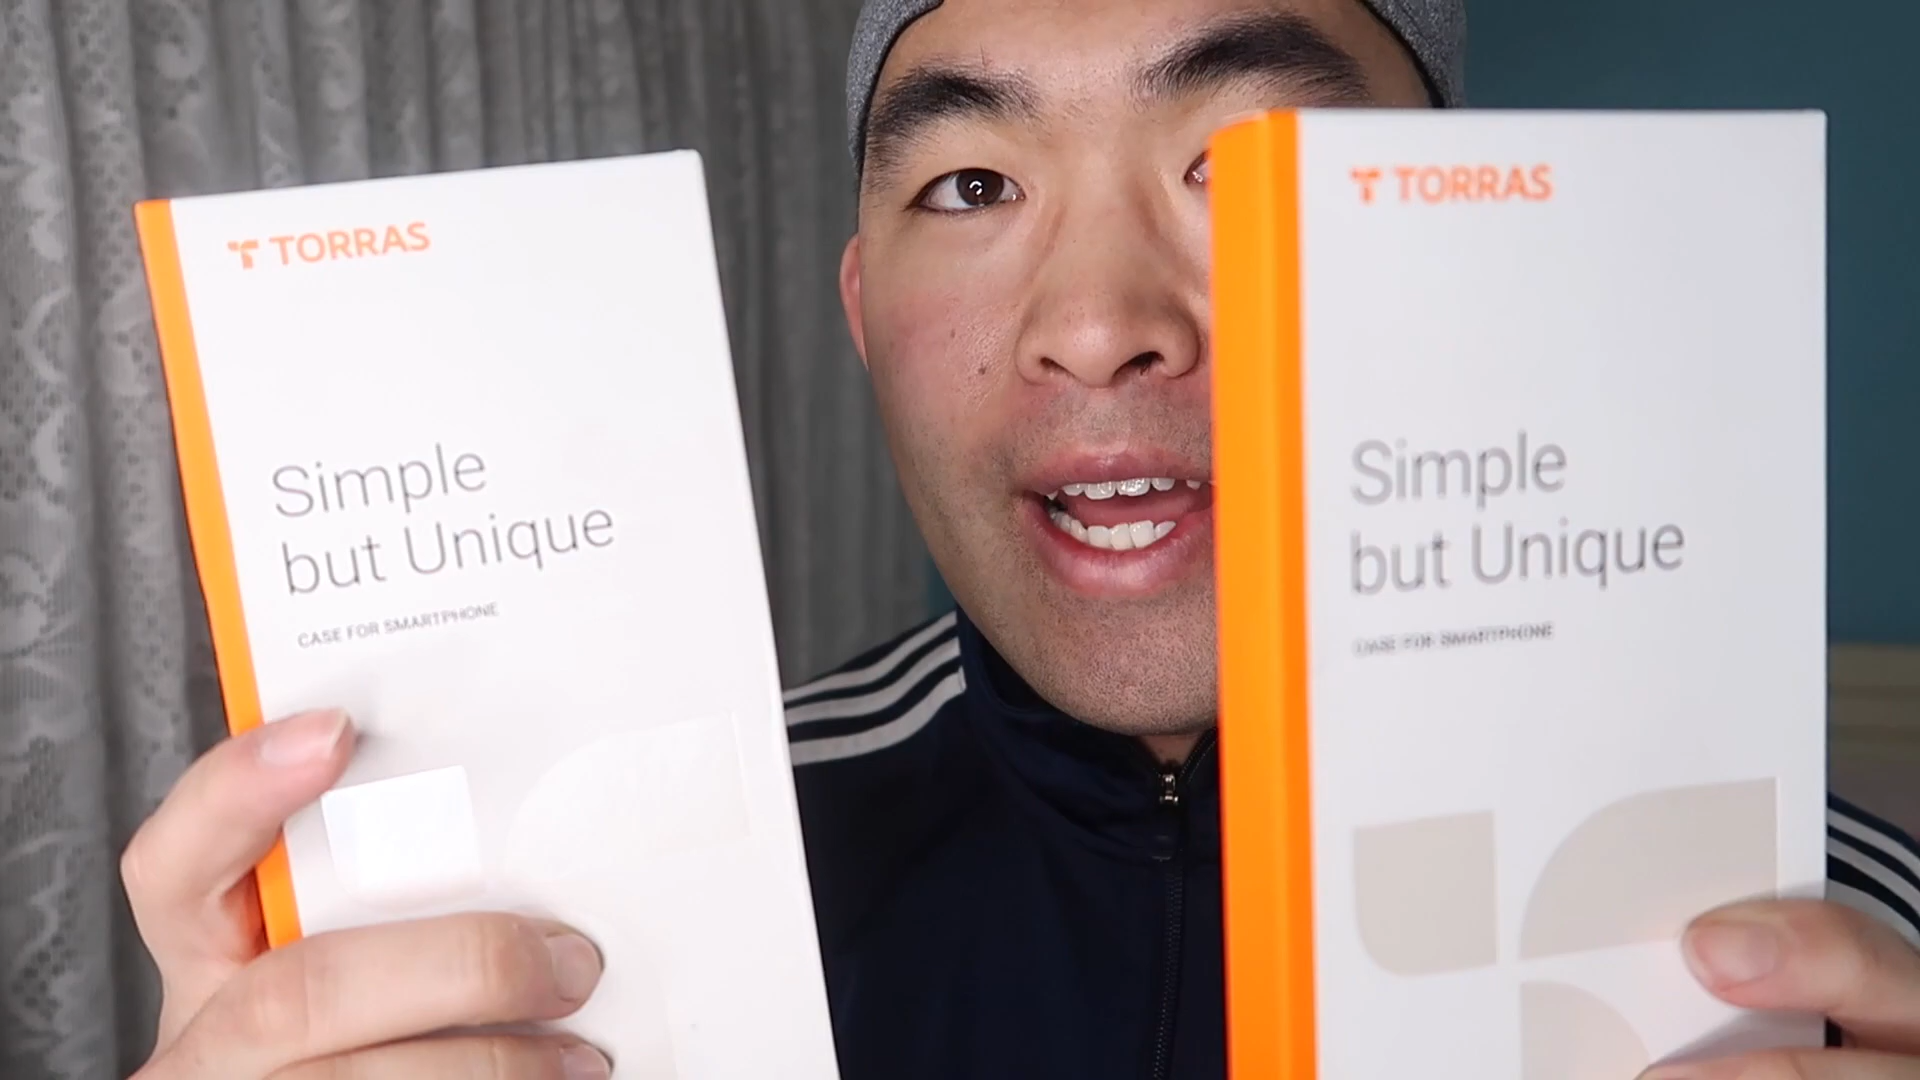 TORRAS
Simple
but Unique
CASE FOR SMARTPHONE
TORRAS
Simple
but Unique
CASE FOR SMARTPHONE